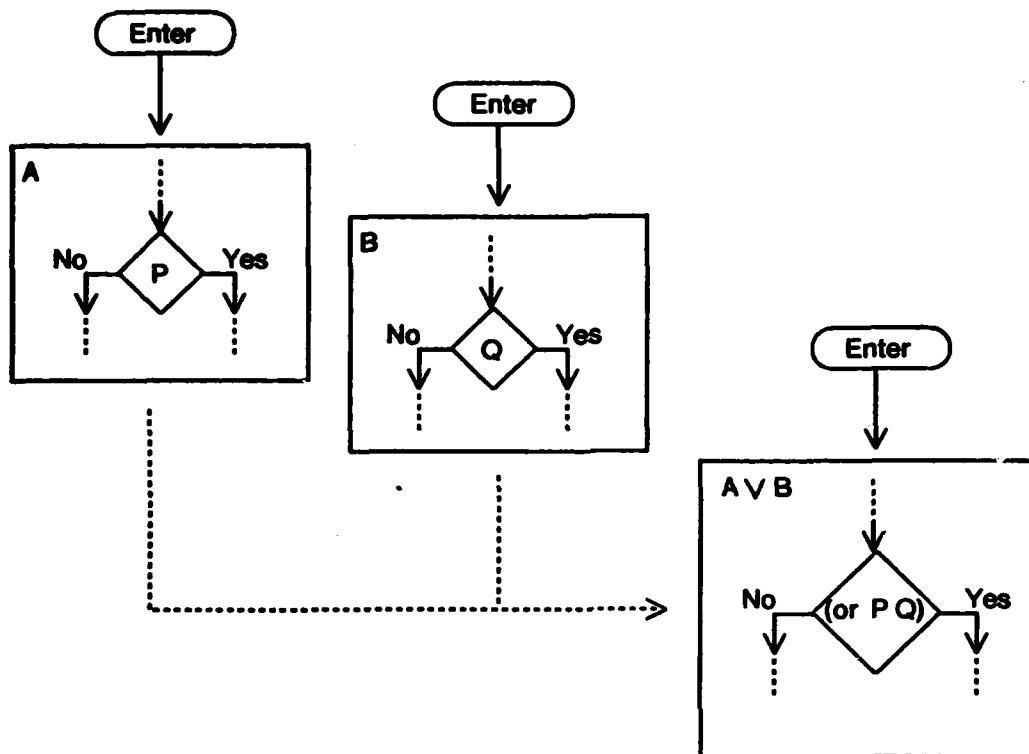 Enter
A
No
P
Yes
Enter
B
No
Q
Yes
Enter
A ∨ B
No
(or P Q)
Yes